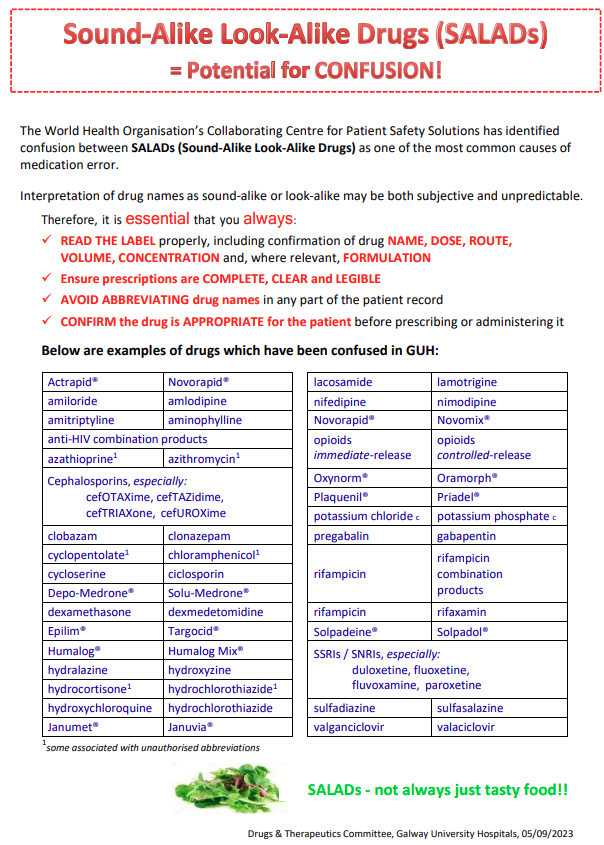 Sound-Alike Look-Alike Drugs (SALADs)
= Potential for CONFUSION!
The World Health Organisation's Collaborating Centre for Patient Safety Solutions has identified
confusion between SALADs (Sound-Alike Look-Alike Drugs) as one of the most common causes of
medication error.
Interpretation of drug names as sound-alike or look-alike may be both subjective and unpredictable.
Therefore, it is essential that you always:
✓ READ THE LABEL properly, including confirmation of drug NAME, DOSE, ROUTE,
VOLUME, CONCENTRATION and, where relevant, FORMULATION
✓ Ensure prescriptions are COMPLETE, CLEAR and LEGIBLE
✓ AVOID ABBREVIATING drug names in any part of the patient record
✓ CONFIRM the drug is APPROPRIATE for the patient before prescribing or administering it
Below are examples of drugs which have been confused in GUH:
Actrapid® Novorapid®
amiloride amlodipine
amitriptyline aminophylline
anti-HIV combination products
azathioprine¹ azithromycin¹
Cephalosporins, especially:
cefOTAXime, cefTAZidime,
cefTRIAXone, cefUROXime
clobazam clonazepam
cyclopentolate¹ chloramphenicol¹
cycloserine ciclosporin
Depo-Medrone® Solu-Medrone®
dexamethasone dexmedetomidine
Epilim® Targocid®
Humalog® Humalog Mix®
hydralazine hydroxyzine
hydrocortisone¹ hydrochlorothiazide¹
hydroxychloroquine hydrochlorothiazide
Janumet® Januvia®
¹some associated with unauthorised abbreviations
lacosamide lamotrigine
nifedipine nimodipine
Novorapid® Novomix®
opioids opioids
immediate-release controlled-release
Oxynorm® Oramorph®
Plaquenil® Priadel®
potassium chloride c potassium phosphate c
pregabalin gabapentin
rifampicin
rifampicin
combination
products
rifampicin rifaxamin
Solpadeine® Solpadol®
SSRIs / SNRIs, especially:
duloxetine, fluoxetine,
fluvoxamine, paroxetine
sulfadiazine sulfasalazine
valganciclovir valaciclovir
SALADs - not always just tasty food!!
Drugs & Therapeutics Committee, Galway University Hospitals, 05/09/2023